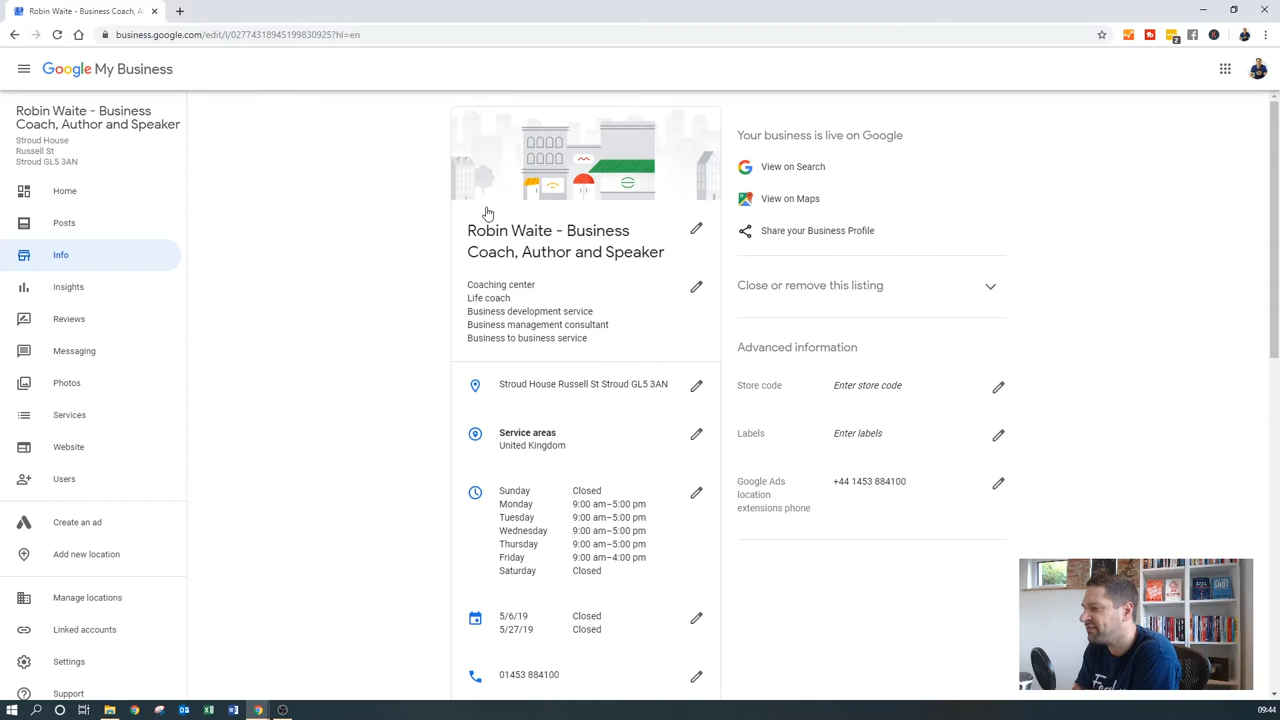 Robin Waite - Business Coach, A
business.google.com/edit/l/02774318945199830925?hl=en
2
Google My Business
Robin Waite - Business
Coach, Author and Speaker
Stroud House
Russell St
Stroud GL5 3AN
Home
Posts
Info
Insights
Reviews
Messaging
Photos
Services
Website
Users
Create an ad
Add new location
Manage locations
Linked accounts
Settings
Support
Robin Waite - Business
Coach, Author and Speaker
Coaching center
Life coach
Business development service
Business management consultant
Business to business service
Stroud House Russell St Stroud GL5 3AN
Service areas
United Kingdom
Sunday Closed
Monday 9:00 am–5:00 pm
Tuesday 9:00 am–5:00 pm
Wednesday 9:00 am–5:00 pm
Thursday 9:00 am–5:00 pm
Friday 9:00 am–4:00 pm
Saturday Closed
5/6/19 Closed
5/27/19 Closed
01453 884100
Your business is live on Google
View on Search
View on Maps
Share your Business Profile
Close or remove this listing
Advanced information
Store code Enter store code
Labels Enter labels
Google Ads +44 1453 884100
location
extensions phone
09:44